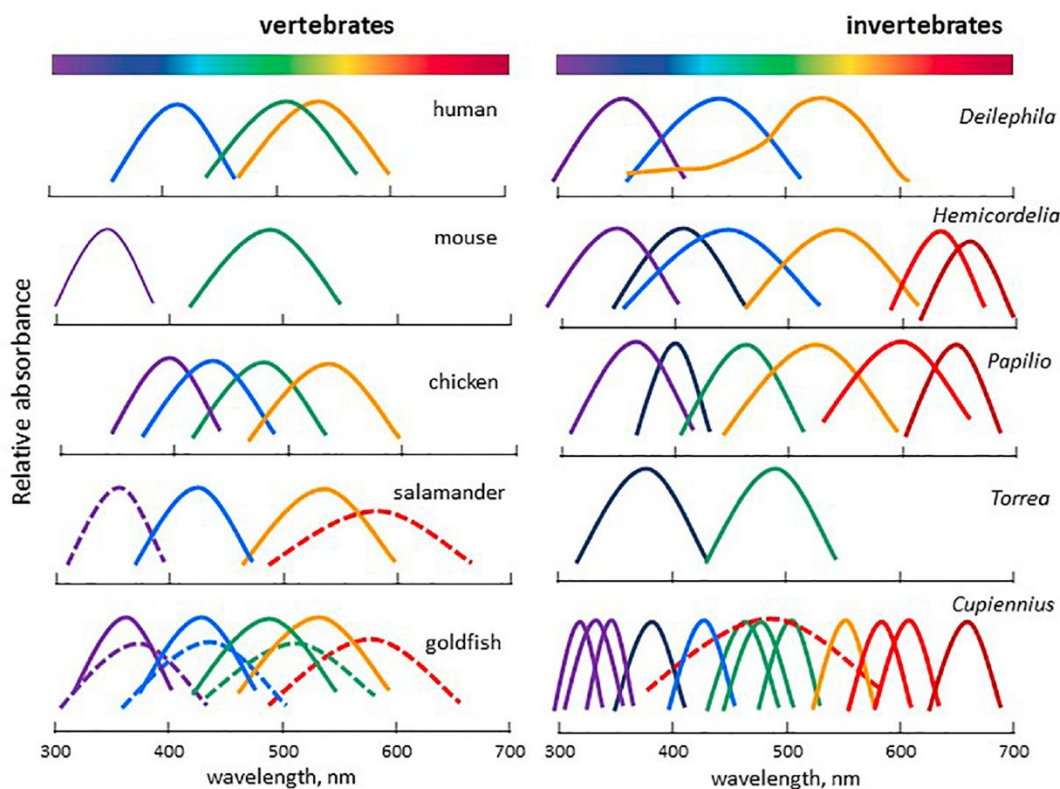 vertebrates
invertebrates
human
Deilephila
Hemicordelia
mouse
Relative absorbance
chicken
Papilio
salamander
Torrea
Cupiennius
goldfish
300 400 500 600 700
300 400 500 600 700
wavelength, nm
wavelength, nm